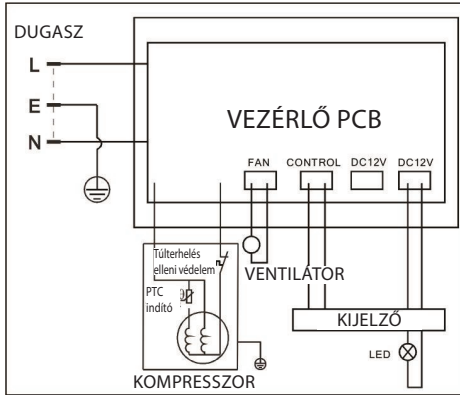 DUGASZ
L
E
N
VEZÉRLŐ PCB
FAN CONTROL DC12V DC12V
Túlterhelés
elleni védelem
PTC
indító
VENTILÁTOR
KIJELZŐ
LED
KOMPRESSZOR